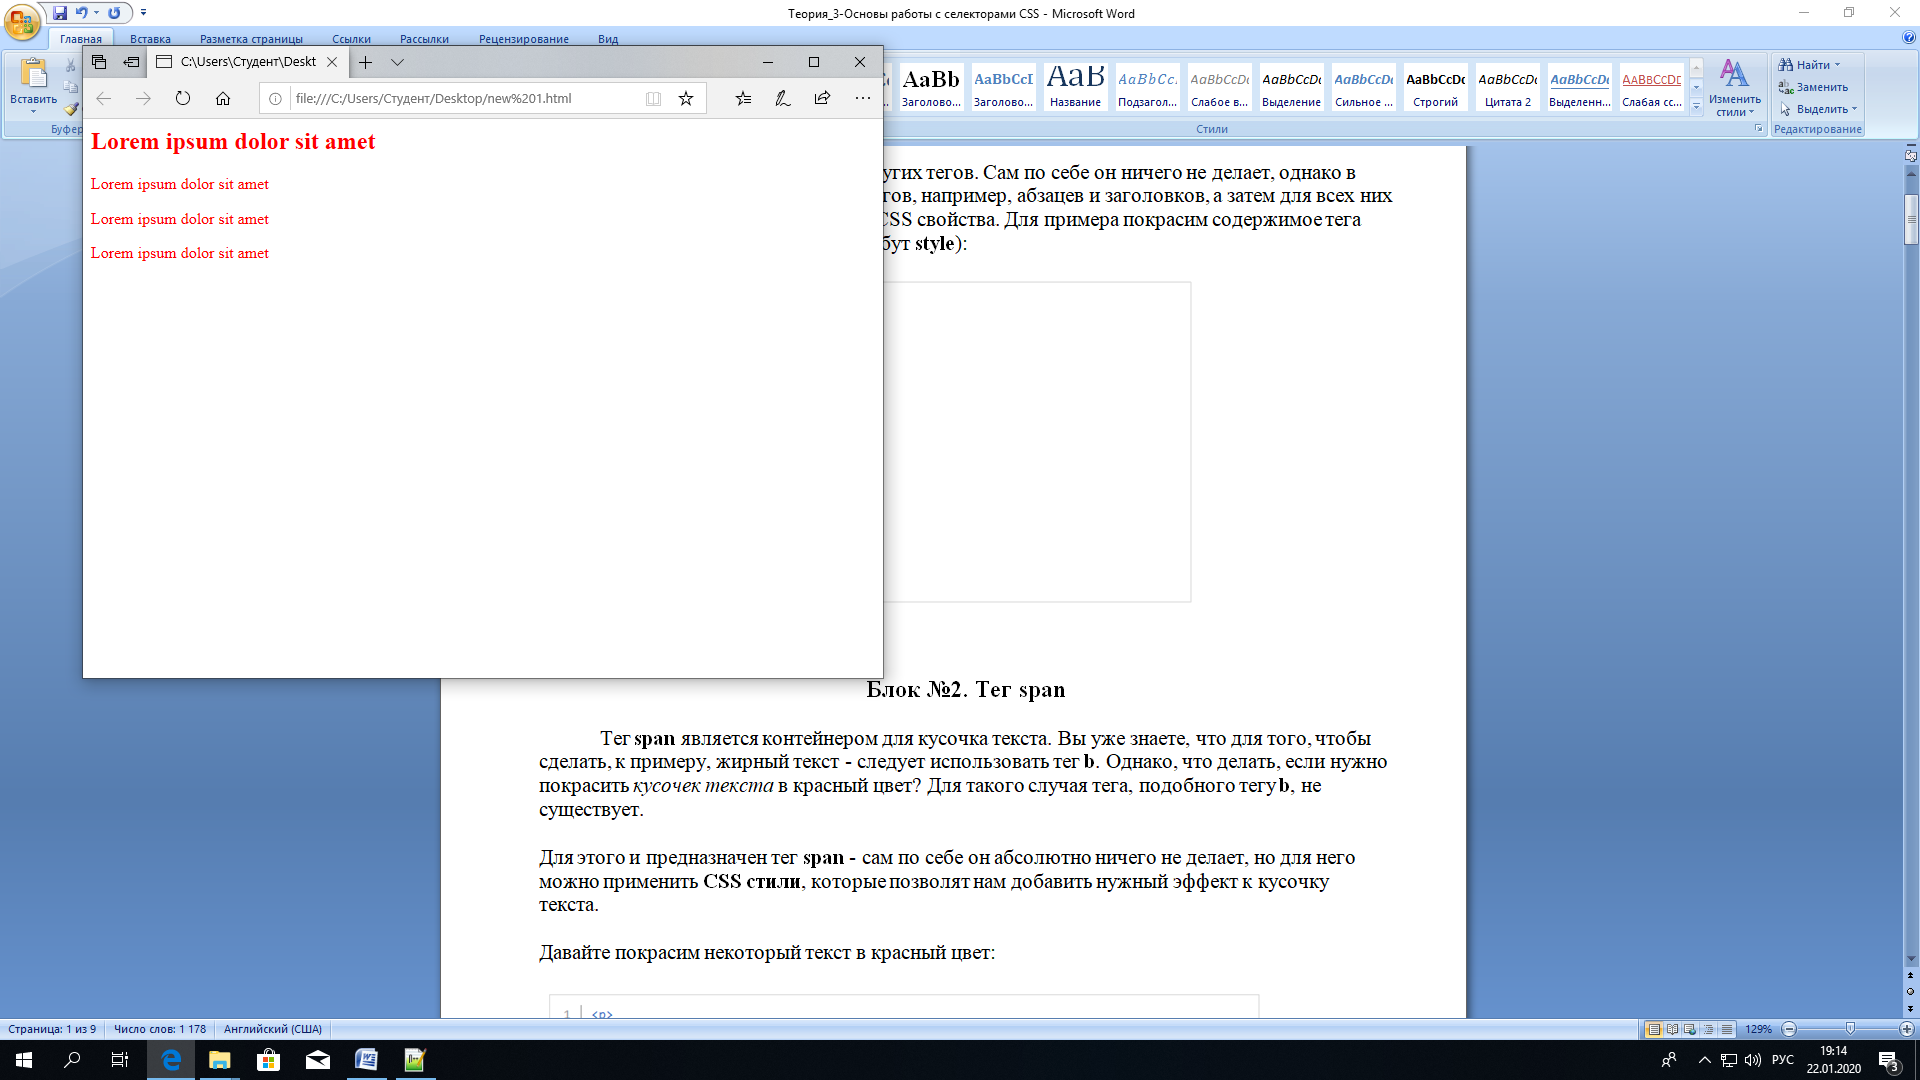 Теория_3-Основы работы с селекторами CSS - Microsoft Word
Главная Вставка Разметка страницы Ссылки Рассылки Рецензирование Вид
Вставить
Буфер
AaBb AaBbCcI AaB AaBbCc. AaBbCcDc AaBbCcDc AaBbCcDc AaBbCcDc AaBbCcDc AaBbCcDc AABBCCDE
Заголово... Заголово... Название Подзагол... Слабое в... Выделение Сильное ... Строгий Цитата 2 Выделенн... Слабая сс...
Стили
Изменить
стили
Найти
Заменить
Выделить
Редактирование
C:\Users\Студент\Deskt
file:///C:/Users/Студент/Desktop/new%201.html
Lorem ipsum dolor sit amet
Lorem ipsum dolor sit amet
Lorem ipsum dolor sit amet
Lorem ipsum dolor sit amet
угих тегов. Сам по себе он ничего не делает, однако в
гов, например, абзацев и заголовков, а затем для всех них
CSS свойства. Для примера покрасим содержимое тега
бут style):
Блок №2. Тег span
Тег span является контейнером для кусочка текста. Вы уже знаете, что для того, чтобы
сделать, к примеру, жирный текст - следует использовать тег b. Однако, что делать, если нужно
покрасить кусочек текста в красный цвет? Для такого случая тега, подобного тегу b, не
существует.
Для этого и предназначен тег span - сам по себе он абсолютно ничего не делает, но для него
можно применить CSS стили, которые позволят нам добавить нужный эффект к кусочку
текста.
Давайте покрасим некоторый текст в красный цвет:
1 <p>
Страница: 1 из 9 Число слов: 1 178 Английский (США) 129%
РУС
19:14
22.01.2020
3